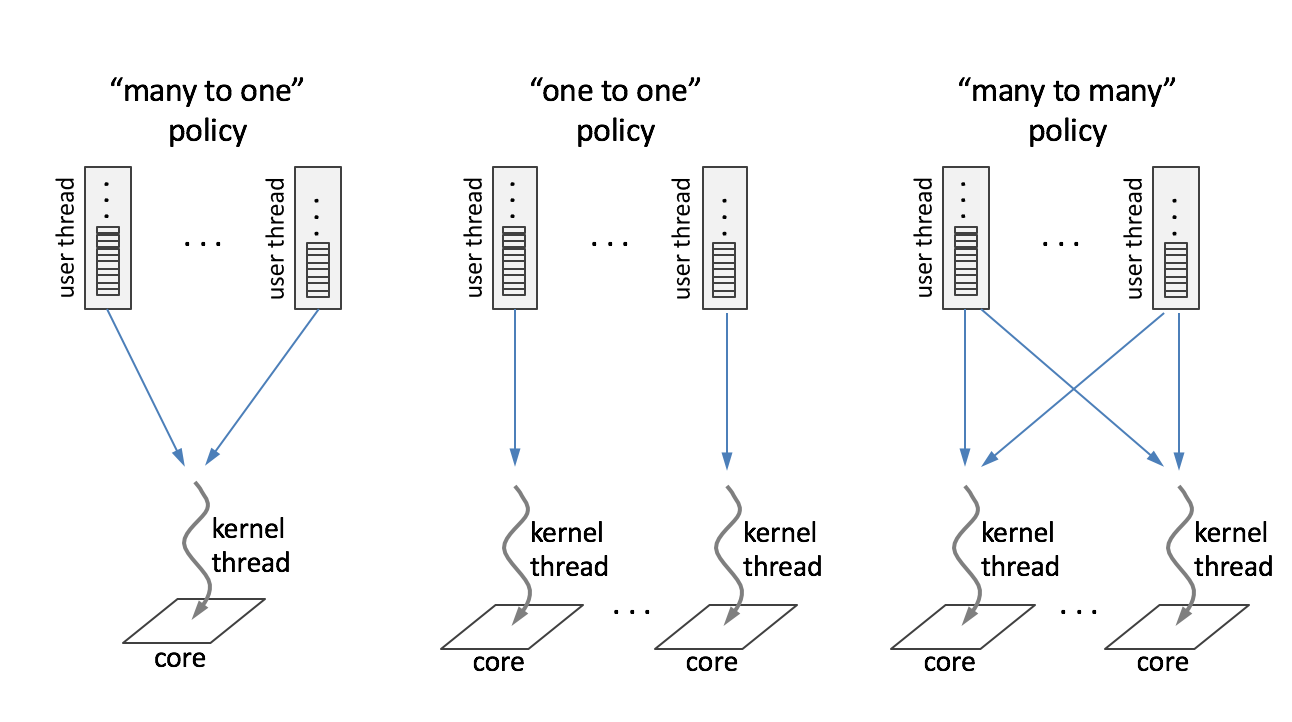 “many to one”
policy
user thread
. . .
user thread
kernel
thread
core
“one to one”
policy
user thread
. . .
user thread
kernel
thread
kernel
thread
. . .
core
core
“many to many”
policy
user thread
. . .
user thread
kernel
thread
kernel
thread
. . .
core
core